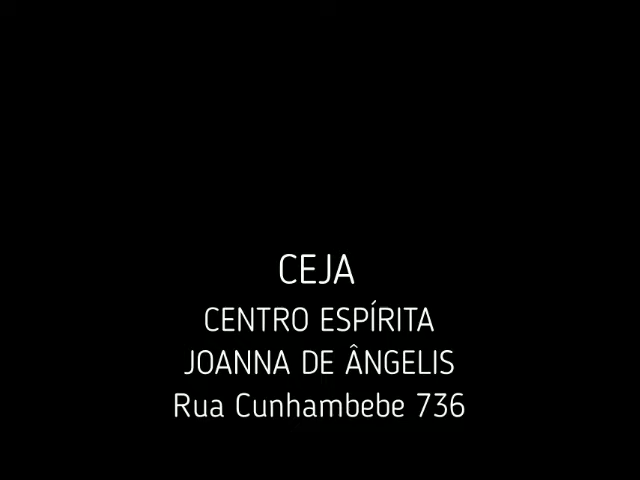 CEJA
CENTRO ESPÍRITA
JOANNA DE ÂNGELIS
Rua Cunhambebe 736